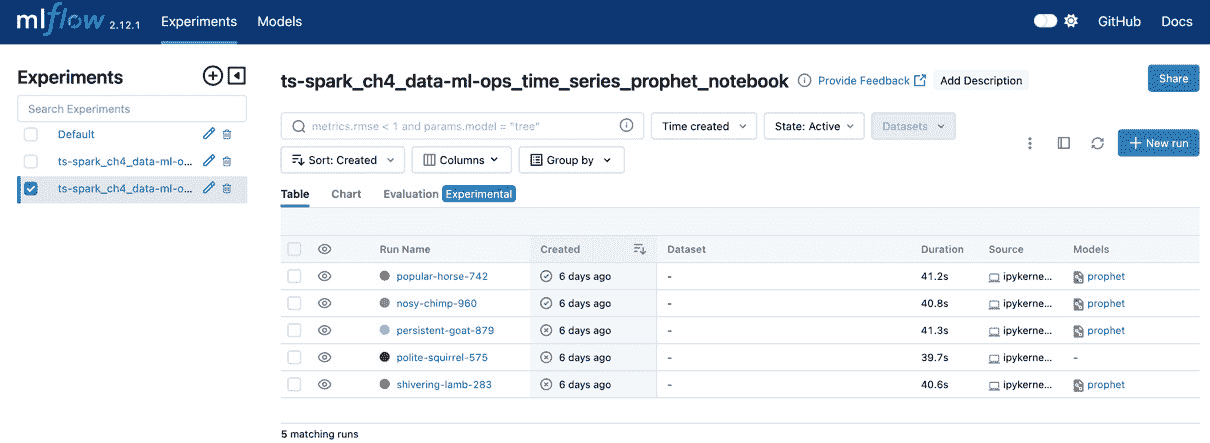 mlflow 2.12.1 Experiments Models GitHub Docs
Experiments
Search Experiments
Default
ts-spark_ch4_data-ml-o...
ts-spark_ch4_data-ml-o...
ts-spark_ch4_data-ml-ops_time_series_prophet_notebook Provide Feedback Add Description Share
metrics.rmse < 1 and params.model = "tree" Time created State: Active Datasets
Sort: Created Columns Group by + New run
Table Chart Evaluation Experimental
Run Name Created Dataset Duration Source Models
popular-horse-742 6 days ago - 41.2s ipykerne... prophet
nosy-chimp-960 6 days ago - 40.8s ipykerne... prophet
persistent-goat-879 6 days ago - 41.3s ipykerne... prophet
polite-squirrel-575 6 days ago - 39.7s ipykerne... -
shivering-lamb-283 6 days ago - 40.6s ipykerne... prophet
5 matching runs